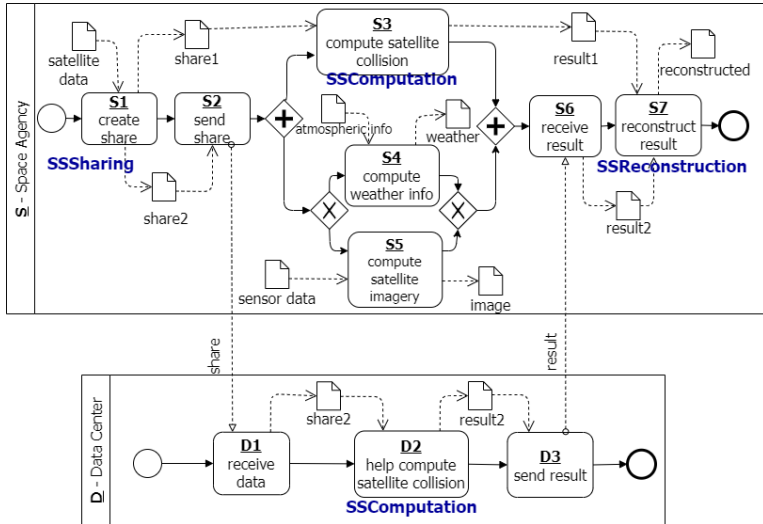 S - Space Agency
satellite
data
share1
S3
compute satellite
collision
SSComputation
result1
reconstructed
S1
create
share
SSSharing
S2
send
share
share2
atmospheric info
weather
S4
compute
weather info
S5
compute
satellite
imagery
sensor data
image
S6
receive
result
S7
reconstruct
result
SSReconstruction
result2
share
result
D - Data Center
D1
receive
data
share2
D2
help compute
satellite collision
SSComputation
result2
D3
send result